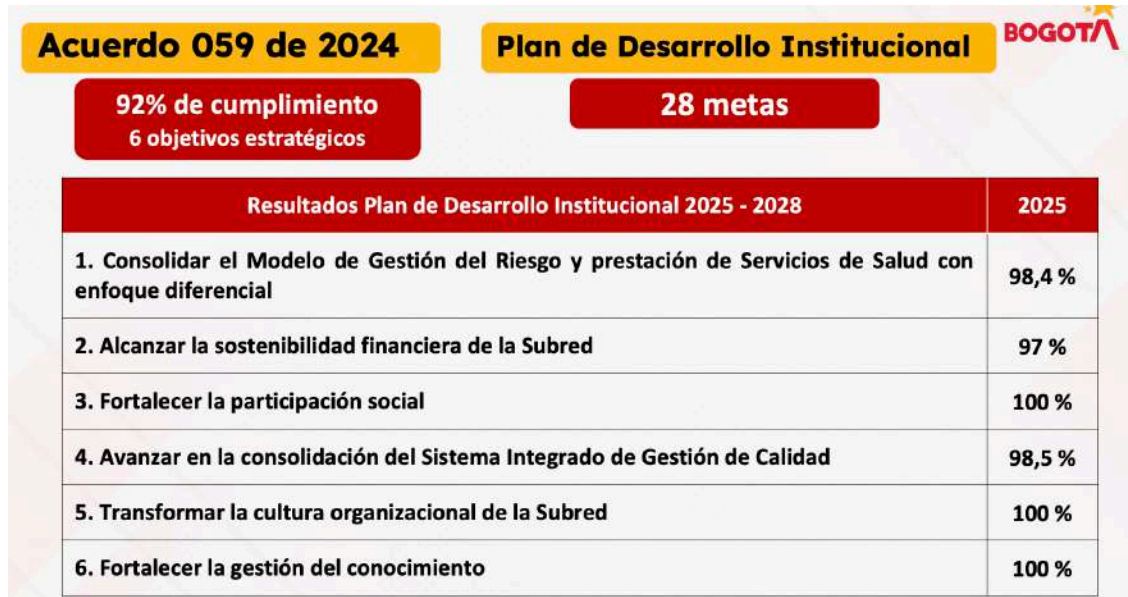 Acuerdo 059 de 2024
Plan de Desarrollo Institucional
BOGOTA
92% de cumplimiento
6 objetivos estratégicos
28 metas
Resultados Plan de Desarrollo Institucional 2025 - 2028
2025
1. Consolidar el Modelo de Gestión del Riesgo y prestación de Servicios de Salud con
enfoque diferencial
98,4 %
2. Alcanzar la sostenibilidad financiera de la Subred
97 %
3. Fortalecer la participación social
100 %
4. Avanzar en la consolidación del Sistema Integrado de Gestión de Calidad
98,5 %
5. Transformar la cultura organizacional de la Subred
100 %
6. Fortalecer la gestión del conocimiento
100 %